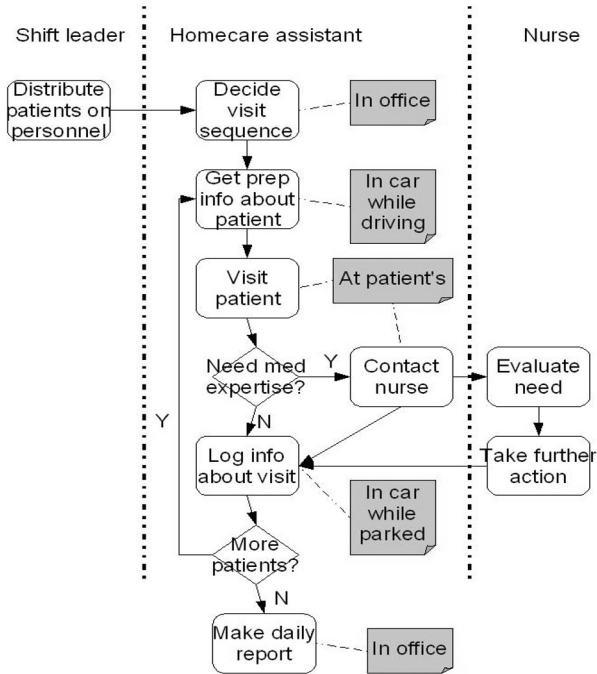 Shift leader
Homecare assistant
Nurse
Distribute
patients on
personnel
Decide
visit
sequence
In office
Get prep
info about
patient
In car
while
driving
Visit
patient
At patient's
Need med
expertise?
Y
Contact
nurse
Evaluate
need
Y
N
Log info
about visit
Take further
action
In car
while
parked
More
patients?
N
Make daily
report
In office